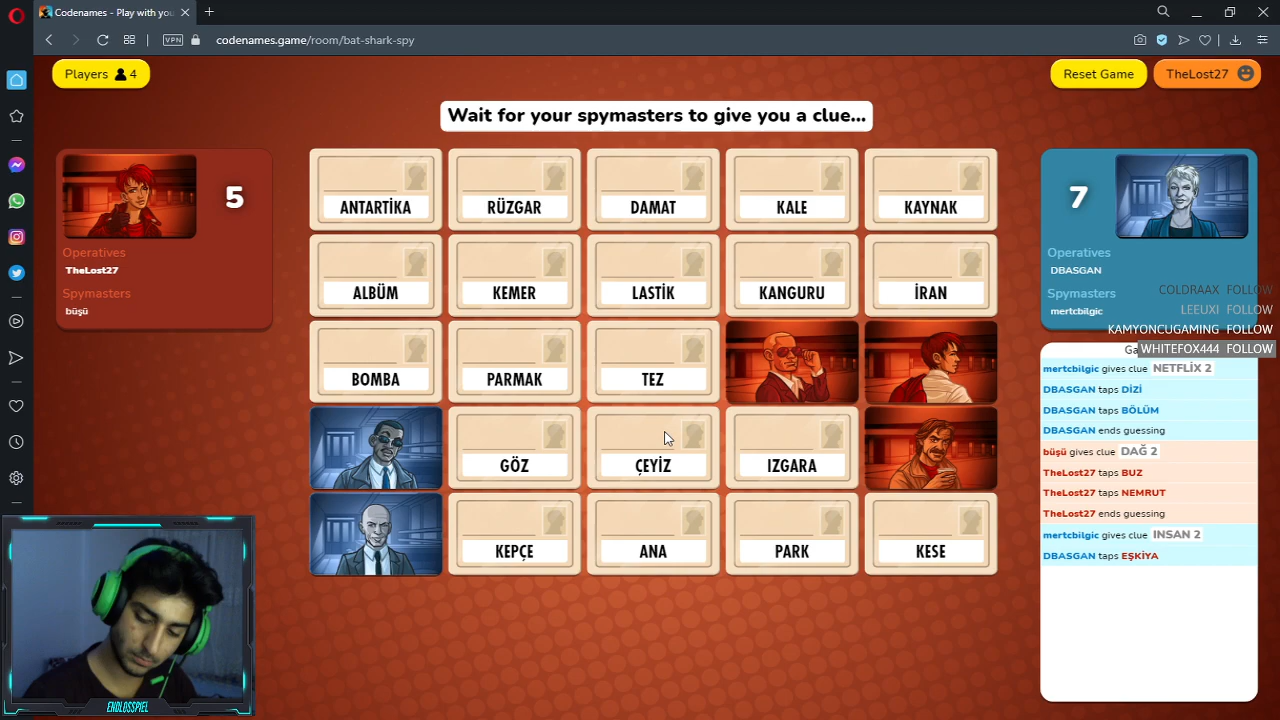 Codenames - Play with you
VPN
codenames.game/room/bat-shark-spy
Players 4
Reset Game
TheLost27
Wait for your spymasters to give you a clue...
5
Operatives
TheLost27
Spymasters
büşü
ANTARTİKA
RÜZGAR
DAMAT
KALE
KAYNAK
ALBÜM
KEMER
LASTİK
KANGURU
İRAN
BOMBA
PARMAK
TEZ
GÖZ
ÇEYİZ
IZGARA
KEPÇE
ANA
PARK
KESE
7
Operatives
DBASGAN
Spymasters
mertcbilgic
COLDRAAX FOLLOW
LEEUXI FOLLOW
KAMYONCUGAMING FOLLOW
WHITEFOX444 FOLLOW
mertcbilgic gives clue NETFLİX 2
DBASGAN taps DİZİ
DBASGAN taps BÖLÜM
DBASGAN ends guessing
büşü gives clue DAĞ 2
TheLost27 taps BUZ
TheLost27 taps NEMRUT
TheLost27 ends guessing
mertcbilgic gives clue INSAN 2
DBASGAN taps EŞKİYA
ENDLOSSPIEL